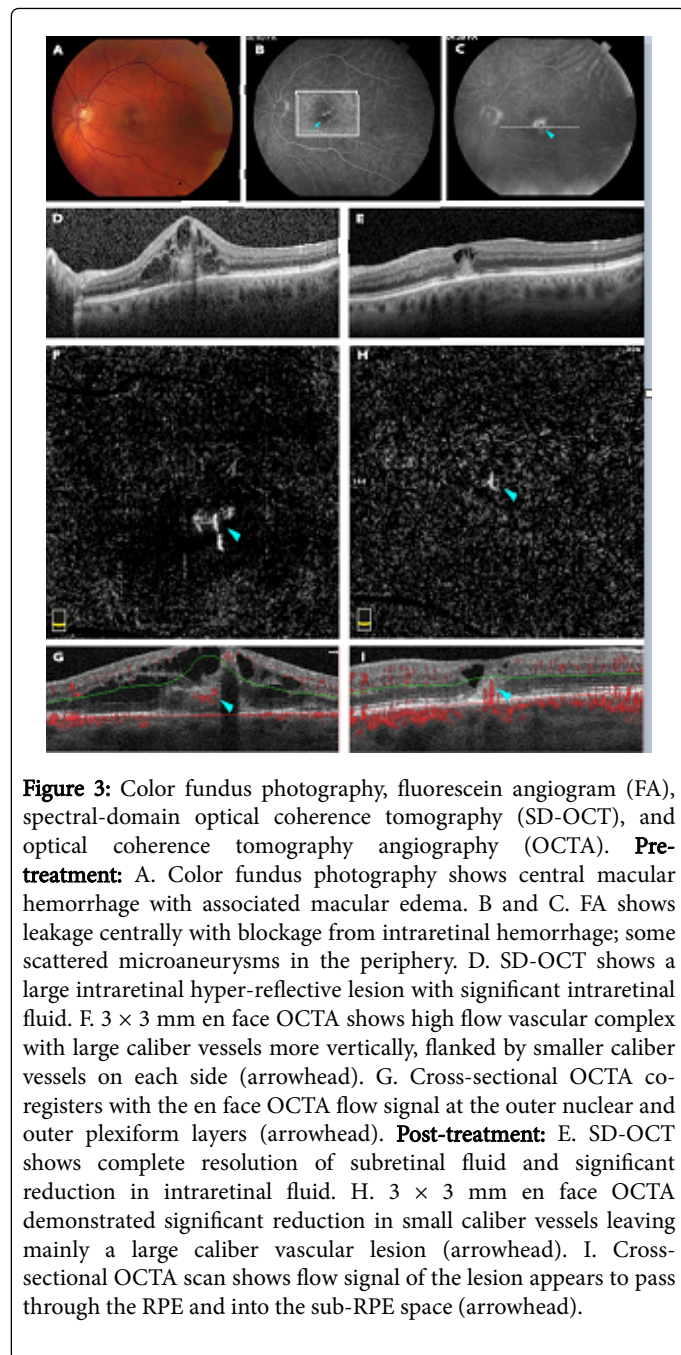 A
B
C
D
E
F
H
G
I
Figure 3: Color fundus photography, fluorescein angiogram (FA),
spectral-domain optical coherence tomography (SD-OCT), and
optical coherence tomography angiography (OCTA). Pre-
treatment: A. Color fundus photography shows central macular
hemorrhage with associated macular edema. B and C. FA shows
leakage centrally with blockage from intraretinal hemorrhage; some
scattered microaneurysms in the periphery. D. SD-OCT shows a
large intraretinal hyper-reflective lesion with significant intraretinal
fluid. F. 3 × 3 mm en face OCTA shows high flow vascular complex
with large caliber vessels more vertically, flanked by smaller caliber
vessels on each side (arrowhead). G. Cross-sectional OCTA co-
registers with the en face OCTA flow signal at the outer nuclear and
outer plexiform layers (arrowhead). Post-treatment: E. SD-OCT
shows complete resolution of subretinal fluid and significant
reduction in intraretinal fluid. H. 3 × 3 mm en face OCTA
demonstrated significant reduction in small caliber vessels leaving
mainly a large caliber vascular lesion (arrowhead). I. Cross-
sectional OCTA scan shows flow signal of the lesion appears to pass
through the RPE and into the sub-RPE space (arrowhead).